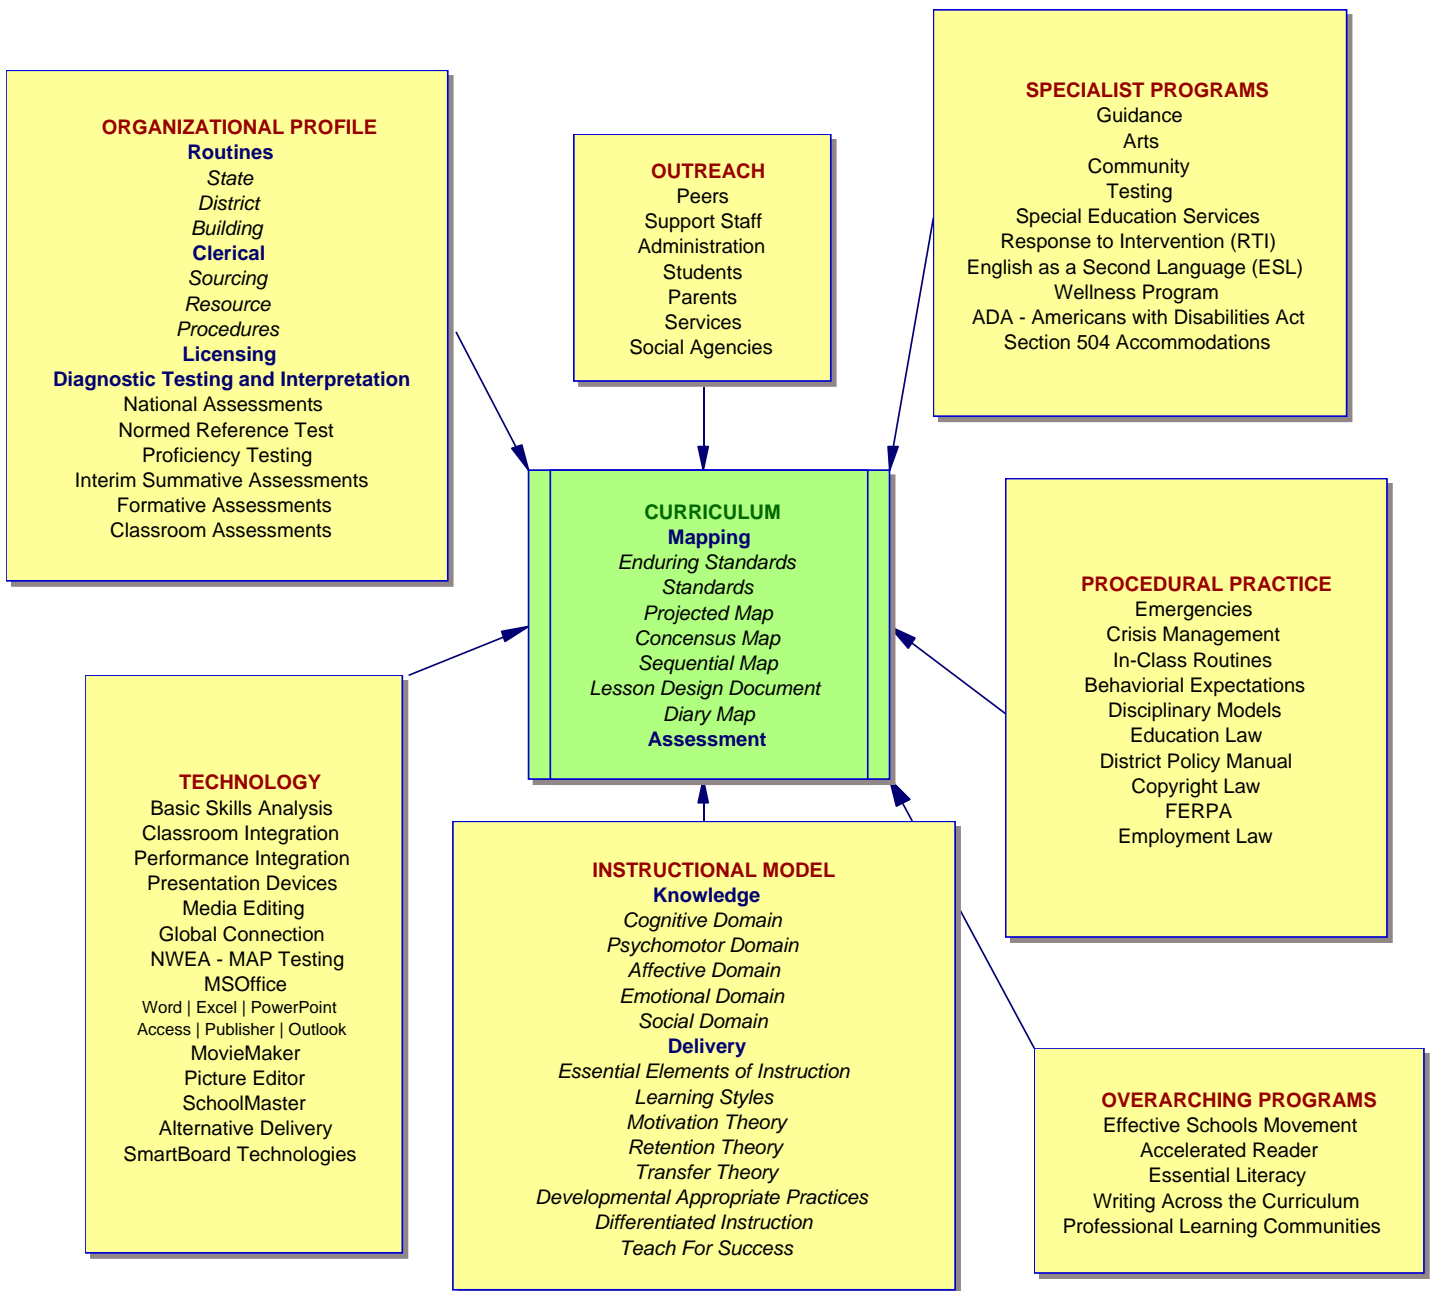 ORGANIZATIONAL PROFILE
Routines
State
District
Building
Clerical
Sourcing
Resource
Procedures
Licensing
Diagnostic Testing and Interpretation
National Assessments
Normed Reference Test
Proficiency Testing
Interim Summative Assessments
Formative Assessments
Classroom Assessments
OUTREACH
Peers
Support Staff
Administration
Students
Parents
Services
Social Agencies
SPECIALIST PROGRAMS
Guidance
Arts
Community
Testing
Special Education Services
Response to Intervention (RTI)
English as a Second Language (ESL)
Wellness Program
ADA - Americans with Disabilities Act
Section 504 Accommodations
CURRICULUM
Mapping
Enduring Standards
Standards
Projected Map
Concensus Map
Sequential Map
Lesson Design Document
Diary Map
Assessment
PROCEDURAL PRACTICE
Emergencies
Crisis Management
In-Class Routines
Behaviorial Expectations
Disciplinary Models
Education Law
District Policy Manual
Copyright Law
FERPA
Employment Law
TECHNOLOGY
Basic Skills Analysis
Classroom Integration
Performance Integration
Presentation Devices
Media Editing
Global Connection
NWEA - MAP Testing
MSOffice
Word | Excel | PowerPoint
Access | Publisher | Outlook
MovieMaker
Picture Editor
SchoolMaster
Alternative Delivery
SmartBoard Technologies
INSTRUCTIONAL MODEL
Knowledge
Cognitive Domain
Psychomotor Domain
Affective Domain
Emotional Domain
Social Domain
Delivery
Essential Elements of Instruction
Learning Styles
Motivation Theory
Retention Theory
Transfer Theory
Developmental Appropriate Practices
Differentiated Instruction
Teach For Success
OVERARCHING PROGRAMS
Effective Schools Movement
Accelerated Reader
Essential Literacy
Writing Across the Curriculum
Professional Learning Communities